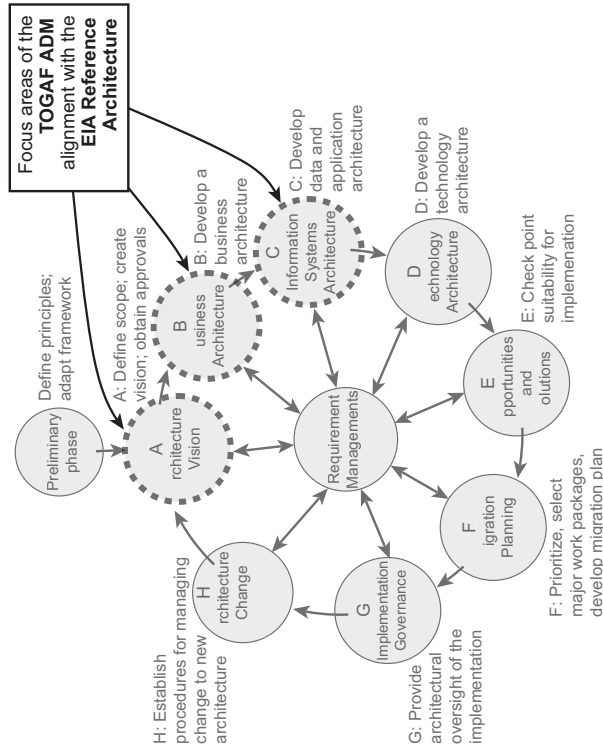 Focus areas of the
TOGAF ADM
alignment with the
EIA Reference
Architecture
Define principles;
adapt framework
Preliminary
phase
A: Define scope; create
vision; obtain approvals
A
rchitecture
Vision
B: Develop a
business
architecture
B
usiness
Architecture
C: Develop
data and
application
architecture
C
Information
Systems
Architecture
D: Develop a
technology
architecture
D
echnology
Architecture
E: Check point
suitability for
implemenation
E
pportunities
and
olutions
F
igration
Planning
F: Prioritize, select
major work packages,
develop migration plan
G
Implementation
Governance
G: Provide
architectural
oversight of the
implementation
H
rchitecture
Change
H: Establish
procedures for managing
change to new
architecture
Requirement
Managements